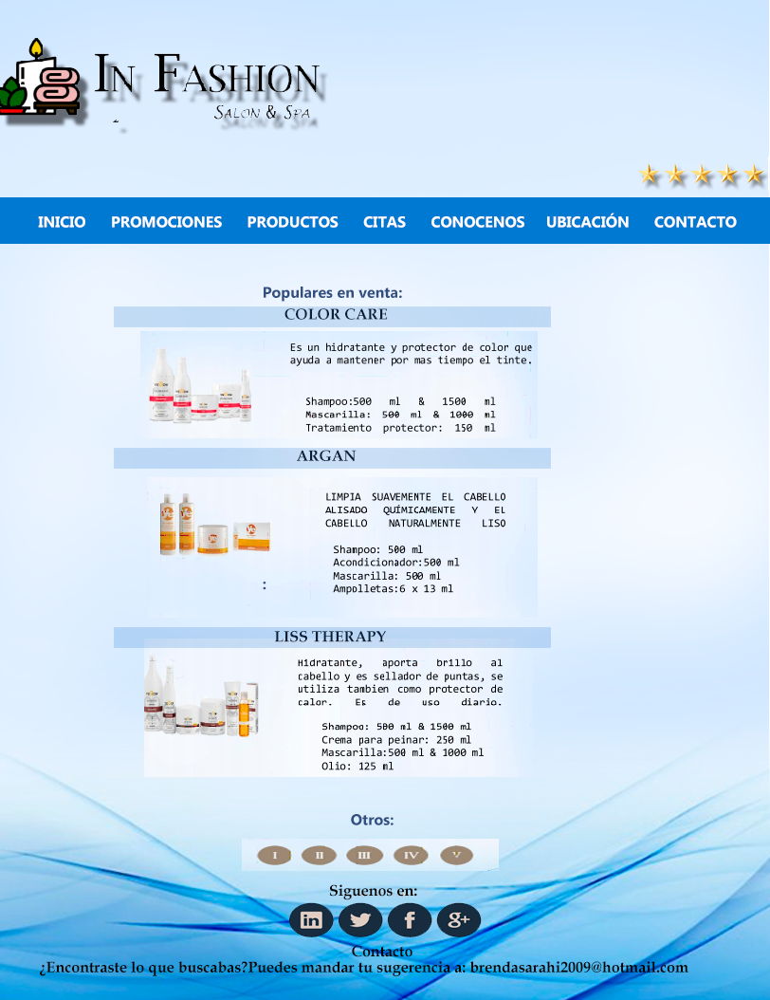 IN FASHION
SALON & SPA
INICIO PROMOCIONES PRODUCTOS CITAS CONOCENOS UBICACIÓN CONTACTO
Populares en venta:
COLOR CARE
Es un hidratante y protector de color que
ayuda a mantener por mas tiempo el tinte.
Shampoo:500 ml & 1500 ml
Mascarilla: 500 ml & 1000 ml
Tratamiento protector: 150 ml
ARGAN
LIMPIA SUAVEMENTE EL CABELLO
ALISADO QUÍMICAMENTE Y EL
CABELLO NATURALMENTE LISO
Shampoo: 500 ml
Acondicionador:500 ml
Mascarilla: 500 ml
Ampolletas:6 x 13 ml
:
LISS THERAPY
Hidratante, aporta brillo al
cabello y es sellador de puntas, se
utiliza tambien como protector de
calor. Es de uso diario.
Shampoo: 500 ml & 1500 ml
Crema para peinar: 250 ml
Mascarilla:500 ml & 1000 ml
Olio: 125 ml
Otros:
I II III IV V
Siguenos en:
in f g+
Contacto
¿Encontraste lo que buscabas?Puedes mandar tu sugerencia a: brendasarahi2009@hotmail.com